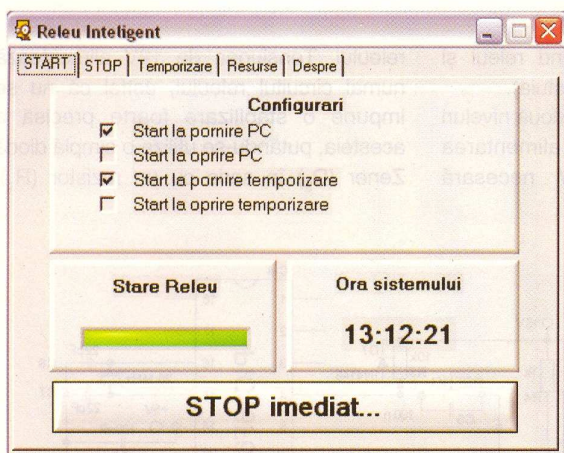 Releu Inteligent
START STOP Temporizare Resurse Despre
Configurari
Start la pornire PC
Start la oprire PC
Start la pornire temporizare
Start la oprire temporizare
Stare Releu
Ora sistemului
13:12:21
STOP imediat...